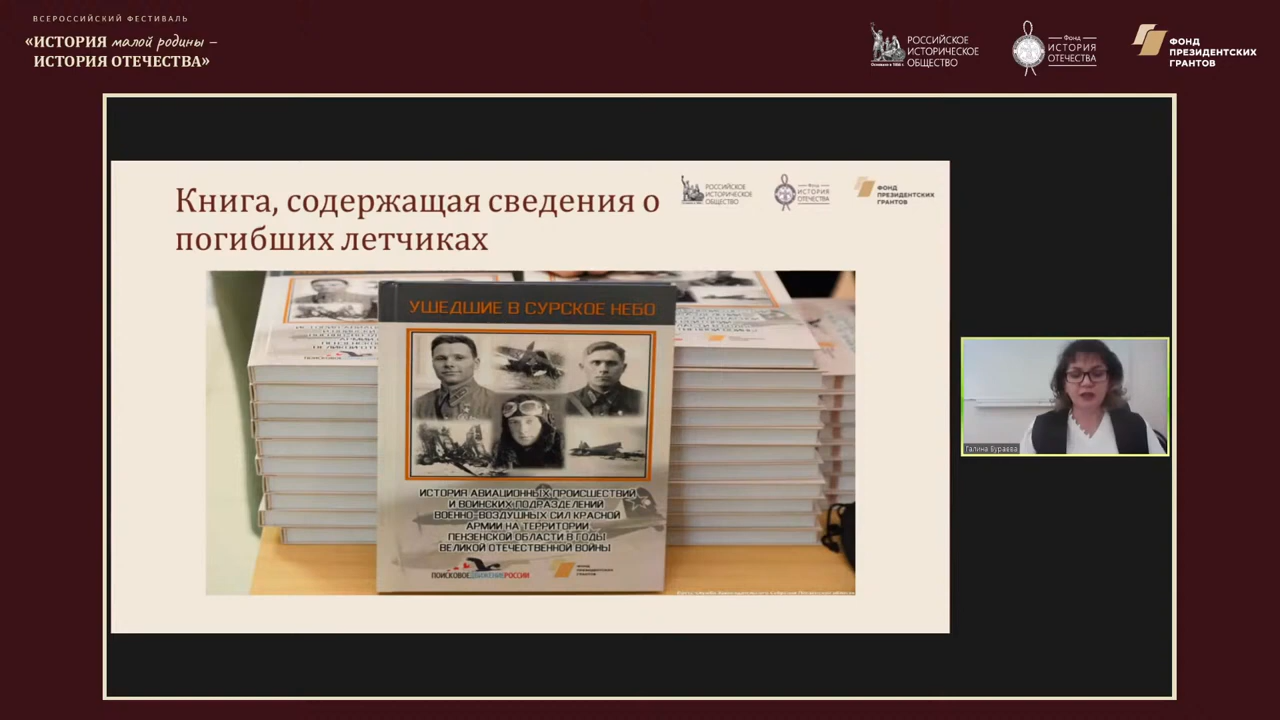 ВСЕРОССИЙСКИЙ ФЕСТИВАЛЬ
«ИСТОРИЯ малой родины –
ИСТОРИЯ ОТЕЧЕСТВА»
РОССИЙСКОЕ
ИСТОРИЧЕСКОЕ
ОБЩЕСТВО
Фонд
ИСТОРИЯ
ОТЕЧЕСТВА
ФОНД
ПРЕЗИДЕНТСКИХ
ГРАНТОВ
Книга, содержащая сведения о
погибших летчиках
РОССИЙСКОЕ
ИСТОРИЧЕСКОЕ
ОБЩЕСТВО
ИСТОРИЯ
ОТЕЧЕСТВА
ФОНД
ПРЕЗИДЕНТСКИХ
ГРАНТОВ
УШЕДШИЕ В СУРСКОЕ НЕБО
ИСТОРИЯ АВИАЦИОННЫХ ПРОИСШЕСТВИЙ
И ВОИНСКИХ ПОДРАЗДЕЛЕНИЙ
ВОЕННО-ВОЗДУШНЫХ СИЛ КРАСНОЙ
АРМИИ НА ТЕРРИТОРИИ
ПЕНЗЕНСКОЙ ОБЛАСТИ В ГОДЫ
ВЕЛИКОЙ ОТЕЧЕСТВЕННОЙ ВОЙНЫ
ПОИСКОВОЕ ДВИЖЕНИЕ РОССИИ
ФОНД
ПРЕЗИДЕНТСКИХ
ГРАНТОВ
Галина Бураева